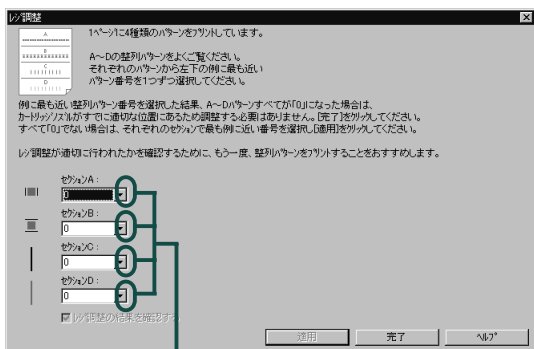 レジ調整
A
B
C
D
1ページに4種類のパターンをプリントしています。
A～Dの整列パターンをよくご覧ください。
それぞれのパターンから左下の例に最も近い
パターン番号を1つずつ選択してください。
例に最も近い整列パターン番号を選択した結果、A～Dパターンすべてが「0」になった場合は、
カートリッジノズルがすでに適切な位置にあるため調整する必要はありません。[完了]をクリックしてください。
すべて「0」でない場合は、それぞれのセクションで最も例に近い番号を選択し[適用]をクリックしてください。
レジ調整が適切に行われたかを確認するために、もう一度、整列パターンをプリントすることをおすすめします。
セクションA :
0
セクションB :
0
セクションC :
0
セクションD :
0
レジ調整の結果を確認する
適用
完了
ヘルプ